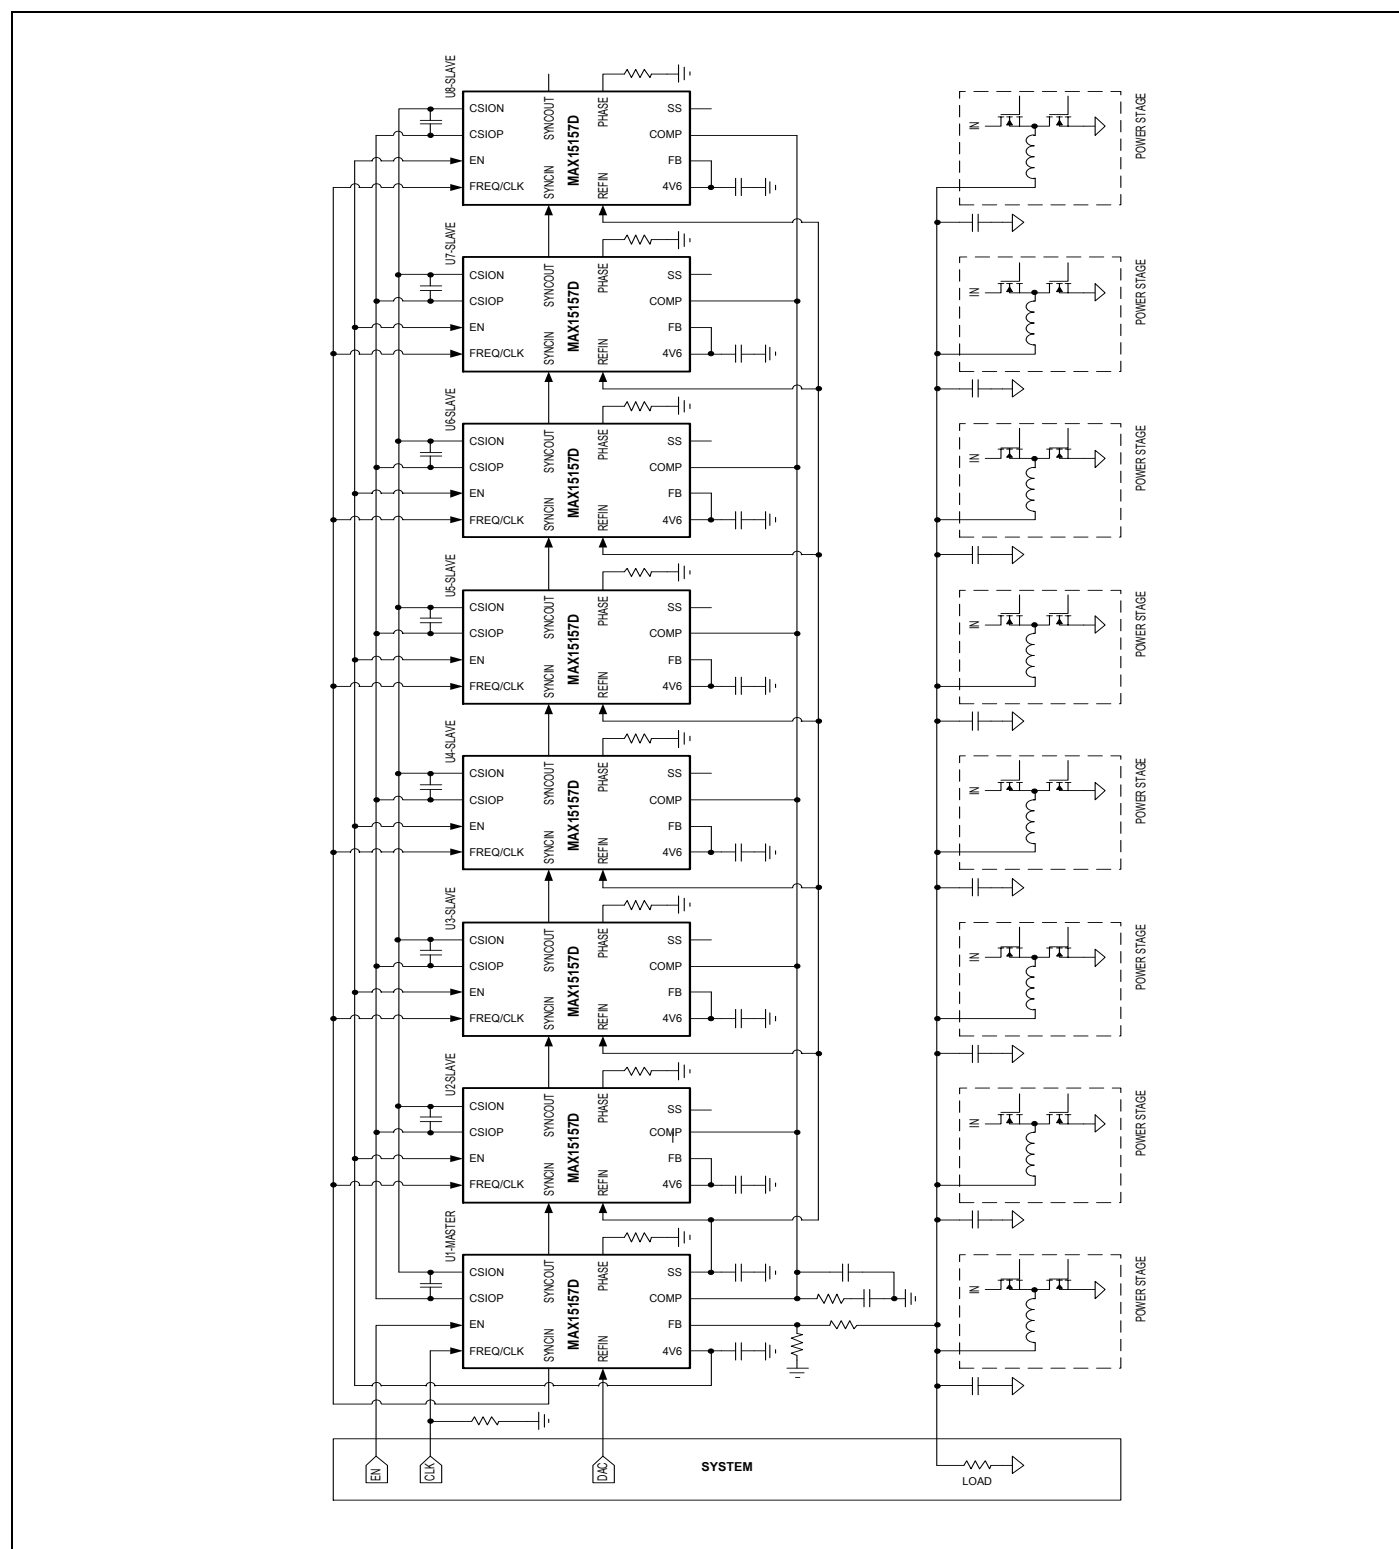 U8-SLAVE
CSION
CSIOP
EN
FREQ/CLK
SYNCOUT
SYNCIN
MAX15157D
PHASE
REFIN
SS
COMP
FB
4V6
IN
POWER STAGE
U7-SLAVE
CSION
CSIOP
EN
FREQ/CLK
SYNCOUT
SYNCIN
MAX15157D
PHASE
REFIN
SS
COMP
FB
4V6
IN
POWER STAGE
U6-SLAVE
CSION
CSIOP
EN
FREQ/CLK
SYNCOUT
SYNCIN
MAX15157D
PHASE
REFIN
SS
COMP
FB
4V6
IN
POWER STAGE
U5-SLAVE
CSION
CSIOP
EN
FREQ/CLK
SYNCOUT
SYNCIN
MAX15157D
PHASE
REFIN
SS
COMP
FB
4V6
IN
POWER STAGE
U4-SLAVE
CSION
CSIOP
EN
FREQ/CLK
SYNCOUT
SYNCIN
MAX15157D
PHASE
REFIN
SS
COMP
FB
4V6
IN
POWER STAGE
U3-SLAVE
CSION
CSIOP
EN
FREQ/CLK
SYNCOUT
SYNCIN
MAX15157D
PHASE
REFIN
SS
COMP
FB
4V6
IN
POWER STAGE
U2-SLAVE
CSION
CSIOP
EN
FREQ/CLK
SYNCOUT
SYNCIN
MAX15157D
PHASE
REFIN
SS
COMP
FB
4V6
IN
POWER STAGE
U1-MASTER
CSION
CSIOP
EN
FREQ/CLK
SYNCOUT
SYNCIN
MAX15157D
PHASE
REFIN
SS
COMP
FB
4V6
IN
POWER STAGE
EN
CLK
DAC
SYSTEM
LOAD